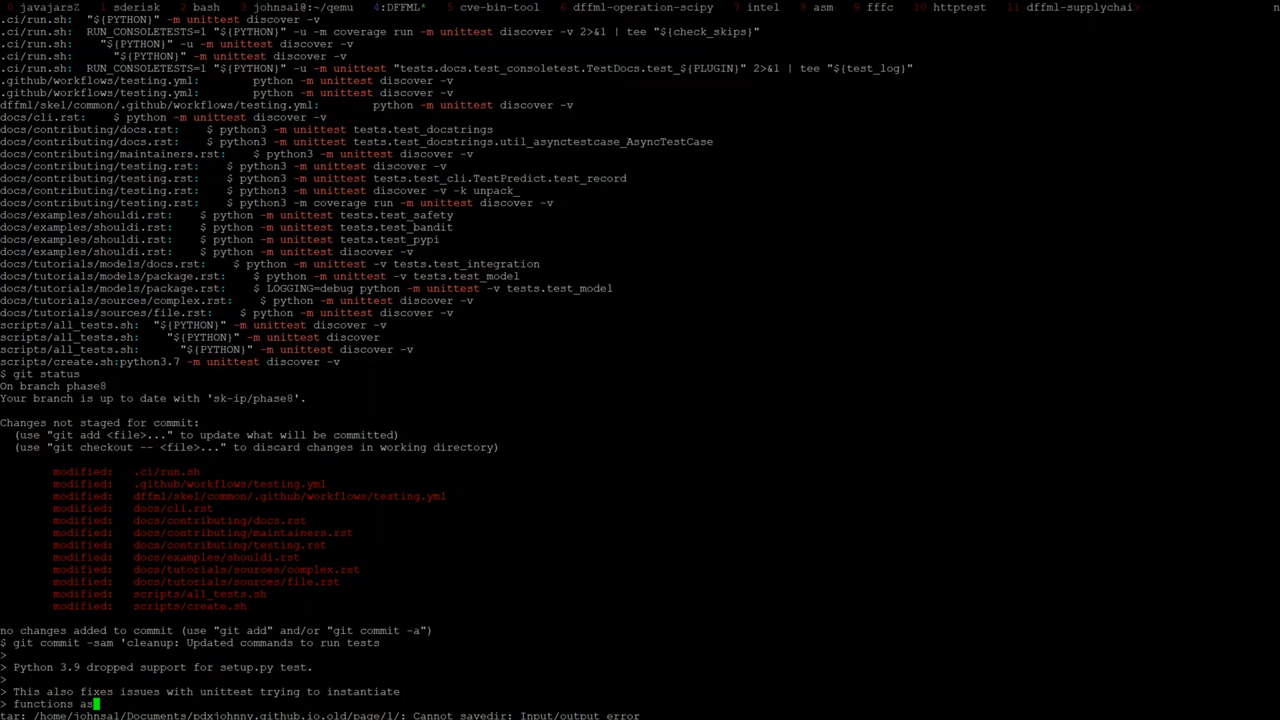 0 javajarsZ 1 sderisk 2 bash 3 johnsal@:~/qemu 4:DFFML* 5 cve-bin-tool 6 dffml-operation-scipy 7 intel 8 asm 9 fffc 10 httptest 11 dffml-supplychai> n
.ci/run.sh: "${PYTHON}" -m unittest discover -v
.ci/run.sh: RUN_CONSOLETESTS=1 "${PYTHON}" -u -m coverage run -m unittest discover -v 2>&1 | tee "${check_skips}"
.ci/run.sh: "${PYTHON}" -u -m unittest discover -v
.ci/run.sh: "${PYTHON}" -m unittest discover -v
.ci/run.sh: RUN_CONSOLETESTS=1 "${PYTHON}" -u -m unittest "tests.docs.test_consoletest.TestDocs.test_${PLUGIN}" 2>&1 | tee "${test_log}"
.github/workflows/testing.yml: python -m unittest discover -v
.github/workflows/testing.yml: python -m unittest discover -v
dffml/skel/common/.github/workflows/testing.yml: python -m unittest discover -v
docs/cli.rst: $ python -m unittest discover -v
docs/contributing/docs.rst: $ python3 -m unittest tests.test_docstrings
docs/contributing/docs.rst: $ python3 -m unittest tests.test_docstrings.util_asynctestcase_AsyncTestCase
docs/contributing/maintainers.rst: $ python3 -m unittest discover -v
docs/contributing/testing.rst: $ python3 -m unittest discover -v
docs/contributing/testing.rst: $ python3 -m unittest tests.test_cli.TestPredict.test_record
docs/contributing/testing.rst: $ python3 -m unittest discover -v -k unpack_
docs/contributing/testing.rst: $ python3 -m coverage run -m unittest discover -v
docs/examples/shouldi.rst: $ python -m unittest tests.test_safety
docs/examples/shouldi.rst: $ python -m unittest tests.test_bandit
docs/examples/shouldi.rst: $ python -m unittest tests.test_pypi
docs/examples/shouldi.rst: $ python -m unittest discover -v
docs/tutorials/models/docs.rst: $ python -m unittest -v tests.test_integration
docs/tutorials/models/package.rst: $ python -m unittest -v tests.test_model
docs/tutorials/models/package.rst: $ LOGGING=debug python -m unittest -v tests.test_model
docs/tutorials/sources/complex.rst: $ python -m unittest discover -v
docs/tutorials/sources/file.rst: $ python -m unittest discover -v
scripts/all_tests.sh: "${PYTHON}" -m unittest discover -v
scripts/all_tests.sh: "${PYTHON}" -m unittest discover
scripts/all_tests.sh: "${PYTHON}" -m unittest discover -v
scripts/create.sh:python3.7 -m unittest discover -v
$ git status
On branch phase8
Your branch is up to date with 'sk-ip/phase8'.
Changes not staged for commit:
(use "git add <file>..." to update what will be committed)
(use "git checkout -- <file>..." to discard changes in working directory)
modified: .ci/run.sh
modified: .github/workflows/testing.yml
modified: dffml/skel/common/.github/workflows/testing.yml
modified: docs/cli.rst
modified: docs/contributing/docs.rst
modified: docs/contributing/maintainers.rst
modified: docs/contributing/testing.rst
modified: docs/examples/shouldi.rst
modified: docs/tutorials/sources/complex.rst
modified: docs/tutorials/sources/file.rst
modified: scripts/all_tests.sh
modified: scripts/create.sh
no changes added to commit (use "git add" and/or "git commit -a")
$ git commit -sam 'cleanup: Updated commands to run tests
>
> Python 3.9 dropped support for setup.py test.
>
> This also fixes issues with unittest trying to instantiate
> functions as
tar: /home/johnsal/Documents/pdxjohnny.github.io.old/page/1/: Cannot savedir: Input/output error